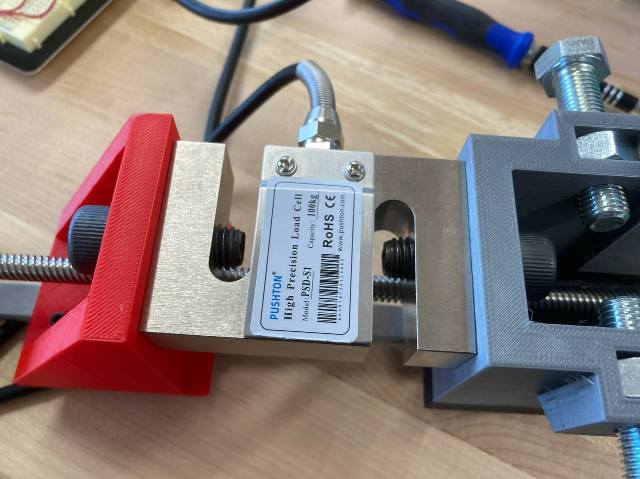 PUSHTON®
High Precision Load Cell
Model: PSD-S1 Capacity: 100kg
RoHS CE
www.pushton.com